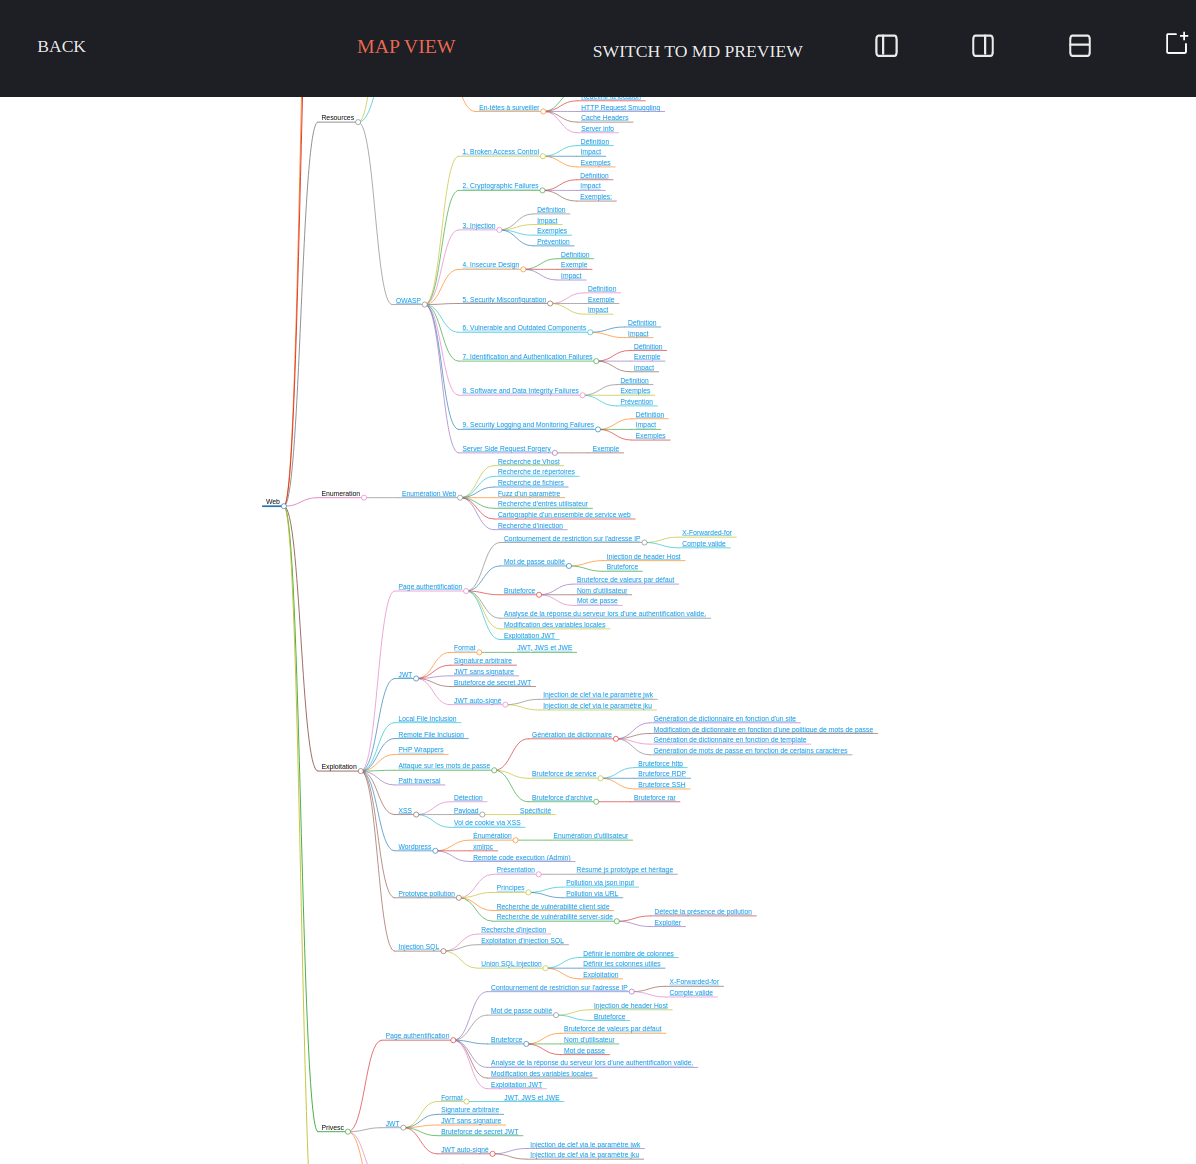 BACK
MAP VIEW
SWITCH TO MD PREVIEW
En-têtes à surveiller
HTTP Request Smuggling
Cache Headers
Server info
Resources
1. Broken Access Control
Définition
Impact
Exemples
2. Cryptographic Failures
Définition
Impact
Exemples:
3. Injection
Définition
Impact
Exemples
Prévention
4. Insecure Design
Définition
Exemple
Impact
OWASP
5. Security Misconfiguration
Définition
Exemple
Impact
6. Vulnerable and Outdated Components
Définition
Impact
7. Identification and Authentication Failures
Définition
Exemple
Impact
8. Software and Data Integrity Failures
Définition
Exemples
Prévention
9. Security Logging and Monitoring Failures
Définition
Impact
Exemples
Server Side Request Forgery
Exemple
Web
Enumeration
Enumération Web
Recherche de Vhost
Recherche de répertoires
Recherche de fichiers
Fuzz d'un paramètre
Recherche d'entrés utilisateur
Cartographie d'un ensemble de service web
Recherche d'injection
Exploitation
Page authentification
Contournement de restriction sur l'adresse IP
X-Forwarded-for
Compte valide
Mot de passe oublié
Injection de header Host
Bruteforce
Bruteforce
Bruteforce de valeurs par défaut
Nom d'utilisateur
Mot de passe
Analyse de la réponse du serveur lors d'une authentification valide.
Modification des variables locales
Exploitation JWT
JWT
Format
JWT, JWS et JWE
Signature arbitraire
JWT sans signature
Bruteforce de secret JWT
JWT auto-signé
Injection de clef via le paramètre jwk
Injection de clef via le paramètre jku
Local File Inclusion
Remote File Inclusion
PHP Wrappers
Attaque sur les mots de passe
Génération de dictionnaire
Génération de dictionnaire en fonction d'un site
Modification de dictionnaire en fonction d'une politique de mots de passe
Génération de dictionnaire en fonction de template
Génération de mots de passe en fonction de certains caractères
Bruteforce de service
Bruteforce http
Bruteforce RDP
Bruteforce SSH
Bruteforce d'archive
Bruteforce rar
Path traversal
XSS
Détection
Payload
Spécificité
Vol de cookie via XSS
Wordpress
Énumération
Enumération d'utilisateur
xmlrpc
Remote code execution (Admin)
Prototype pollution
Présentation
Résumé js prototype et héritage
Principes
Pollution via json input
Pollution via URL
Recherche de vulnérabilité client side
Recherche de vulnérabilité server-side
Détecté la présence de pollution
Exploiter
Injection SQL
Recherche d'injection
Exploitation d'injection SQL
Union SQL Injection
Définir le nombre de colonnes
Définir les colonnes utiles
Exploitation
Privesc
Page authentification
Contournement de restriction sur l'adresse IP
X-Forwarded-for
Compte valide
Mot de passe oublié
Injection de header Host
Bruteforce
Bruteforce
Bruteforce de valeurs par défaut
Nom d'utilisateur
Mot de passe
Analyse de la réponse du serveur lors d'une authentification valide.
Modification des variables locales
Exploitation JWT
JWT
Format
JWT, JWS et JWE
Signature arbitraire
JWT sans signature
Bruteforce de secret JWT
JWT auto-signé
Injection de clef via le paramètre jwk
Injection de clef via le paramètre jku